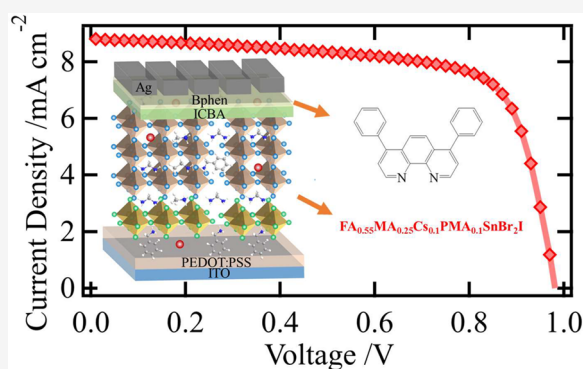 Current Density /mA cm⁻²
8
6
4
2
0
Ag
Bphen
ICBA
N
N
FA₀.₅₅MA₀.₂₅Cs₀.₁PMA₀.₁SnBr₂I
PEDOT:PSS
ITO
0.0 0.2 0.4 0.6 0.8 1.0
Voltage /V